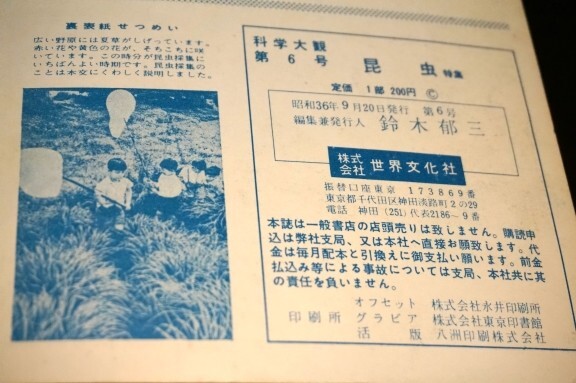 裏表紙せつめい
広い野原には夏草がしげっています。
赤い花や黄色の花が、そちこちに咲
いています。この時分が昆虫採集に
いちばんよい時期です。昆虫採集の
ことは本文にくわしく説明しました。
科学大観
第6号 昆虫特集
定価 1部 200円 Ⓒ
昭和36年9月20日発行 第6号
編集兼発行人 鈴木郁三
株式会社 世界文化社
振替口座東京 173869番
東京都千代田区神田淡路町2の29
電話 神田(251)代表2186~9番
本誌は一般書店の店頭売りは致しません。購読申
込は弊社支局、又は本社へ直接お願致します。代
金は毎月配本と引換えに御支払い願います。前金
払込み等による事故については支局、本社共に其
の責任を負いません。
オフセット 株式会社永井印刷所
印刷所 グラビア 株式会社東京印書館
活版 八洲印刷株式会社